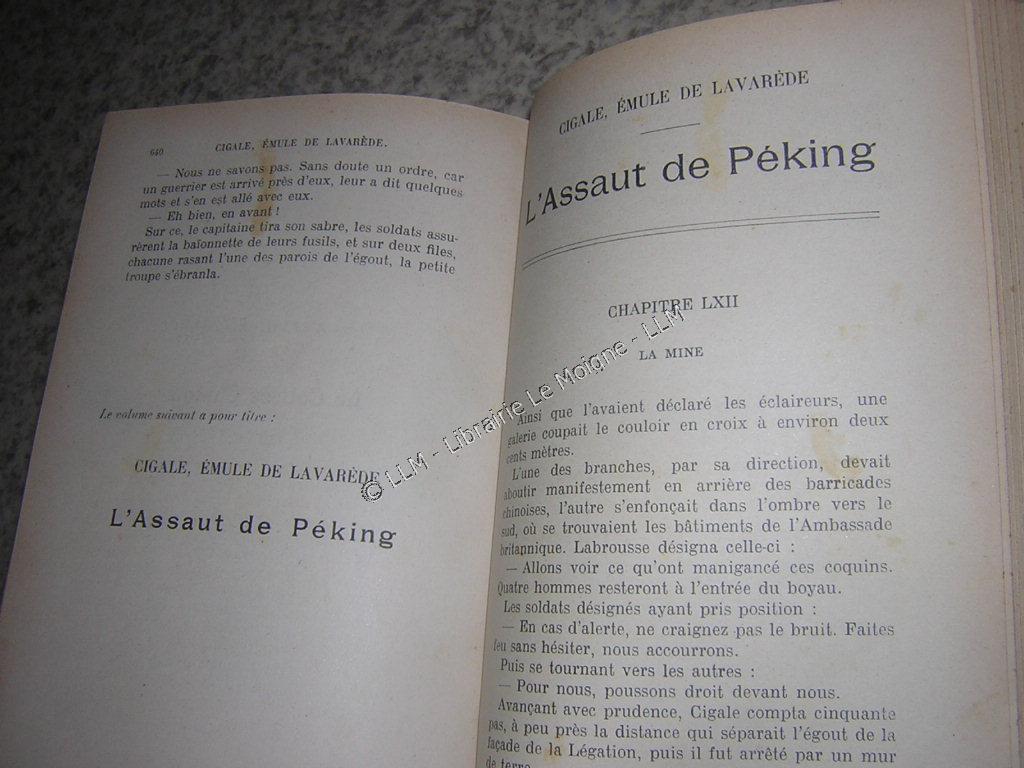 640 CIGALE, ÉMULE DE LAVARÈDE.
— Nous ne savons pas. Sans doute un ordre, car
un guerrier est arrivé près d'eux, leur a dit quelques
mots et s'en est allé avec eux.
— Eh bien, en avant !
Sur ce, le capitaine tira son sabre, les soldats assu-
rèrent la baïonnette de leurs fusils, et sur deux files,
chacune rasant l'une des parois de l'égout, la petite
troupe s'ébranla.
Le volume suivant a pour titre :
CIGALE, ÉMULE DE LAVARÈDE
L'Assaut de Péking
CIGALE, ÉMULE DE LAVARÈDE
L'Assaut de Péking
CHAPITRE LXII
LA MINE
Ainsi que l'avaient déclaré les éclaireurs, une
galerie coupait le couloir en croix à environ deux
cents mètres.
L'une des branches, par sa direction, devait
aboutir manifestement en arrière des barricades
chinoises, l'autre s'enfonçait dans l'ombre vers le
sud, où se trouvaient les bâtiments de l'Ambassade
britannique. Labrousse désigna celle-ci :
— Allons voir ce qu'ont manigancé ces coquins.
Quatre hommes resteront à l'entrée du boyau.
Les soldats désignés ayant pris position :
— En cas d'alerte, ne craignez pas le bruit. Faites
feu sans hésiter, nous accourrons.
Puis se tournant vers les autres :
— Pour nous, poussons droit devant nous.
Avançant avec prudence, Cigale compta cinquante
pas, à peu près la distance qui séparait l'égout de la
façade de la Légation, puis il fut arrêté par un mur
de terre
© LLM - Librairie Le Moigne - LLM